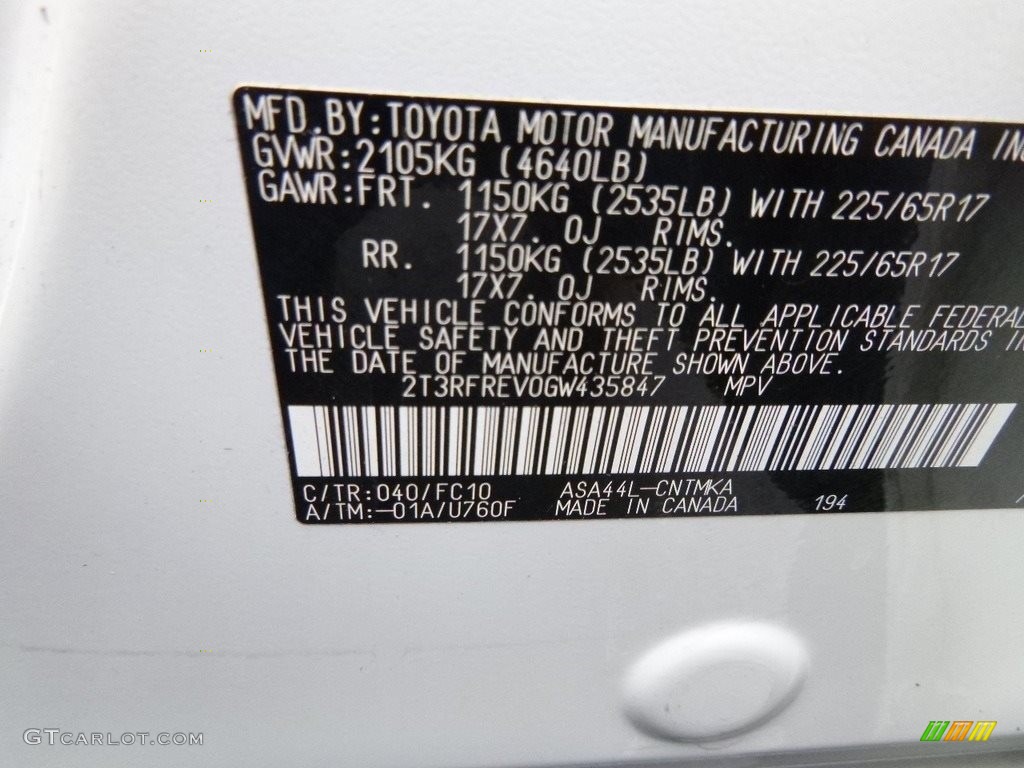 MFD.BY:TOYOTA MOTOR MANUFACTURING CANADA
GVWR:2105KG (4640LB)
GAWR:FRT. 1150KG (2535LB) WITH 225/65R17
17X7.0J RIMS.
RR. 1150KG (2535LB) WITH 225/65R17
17X7.0J RIMS.
THIS VEHICLE CONFORMS TO ALL APPLICABLE FEDERAL
VEHICLE SAFETY AND THEFT PREVENTION STANDARDS
THE DATE OF MANUFACTURE SHOWN ABOVE.
2T3RFREV0GW435847 MPV
C/TR:040/FC10 ASA44L-CNTMKA
A/TM:-01A/U760F MADE IN CANADA 194
GTCARLOT.COM